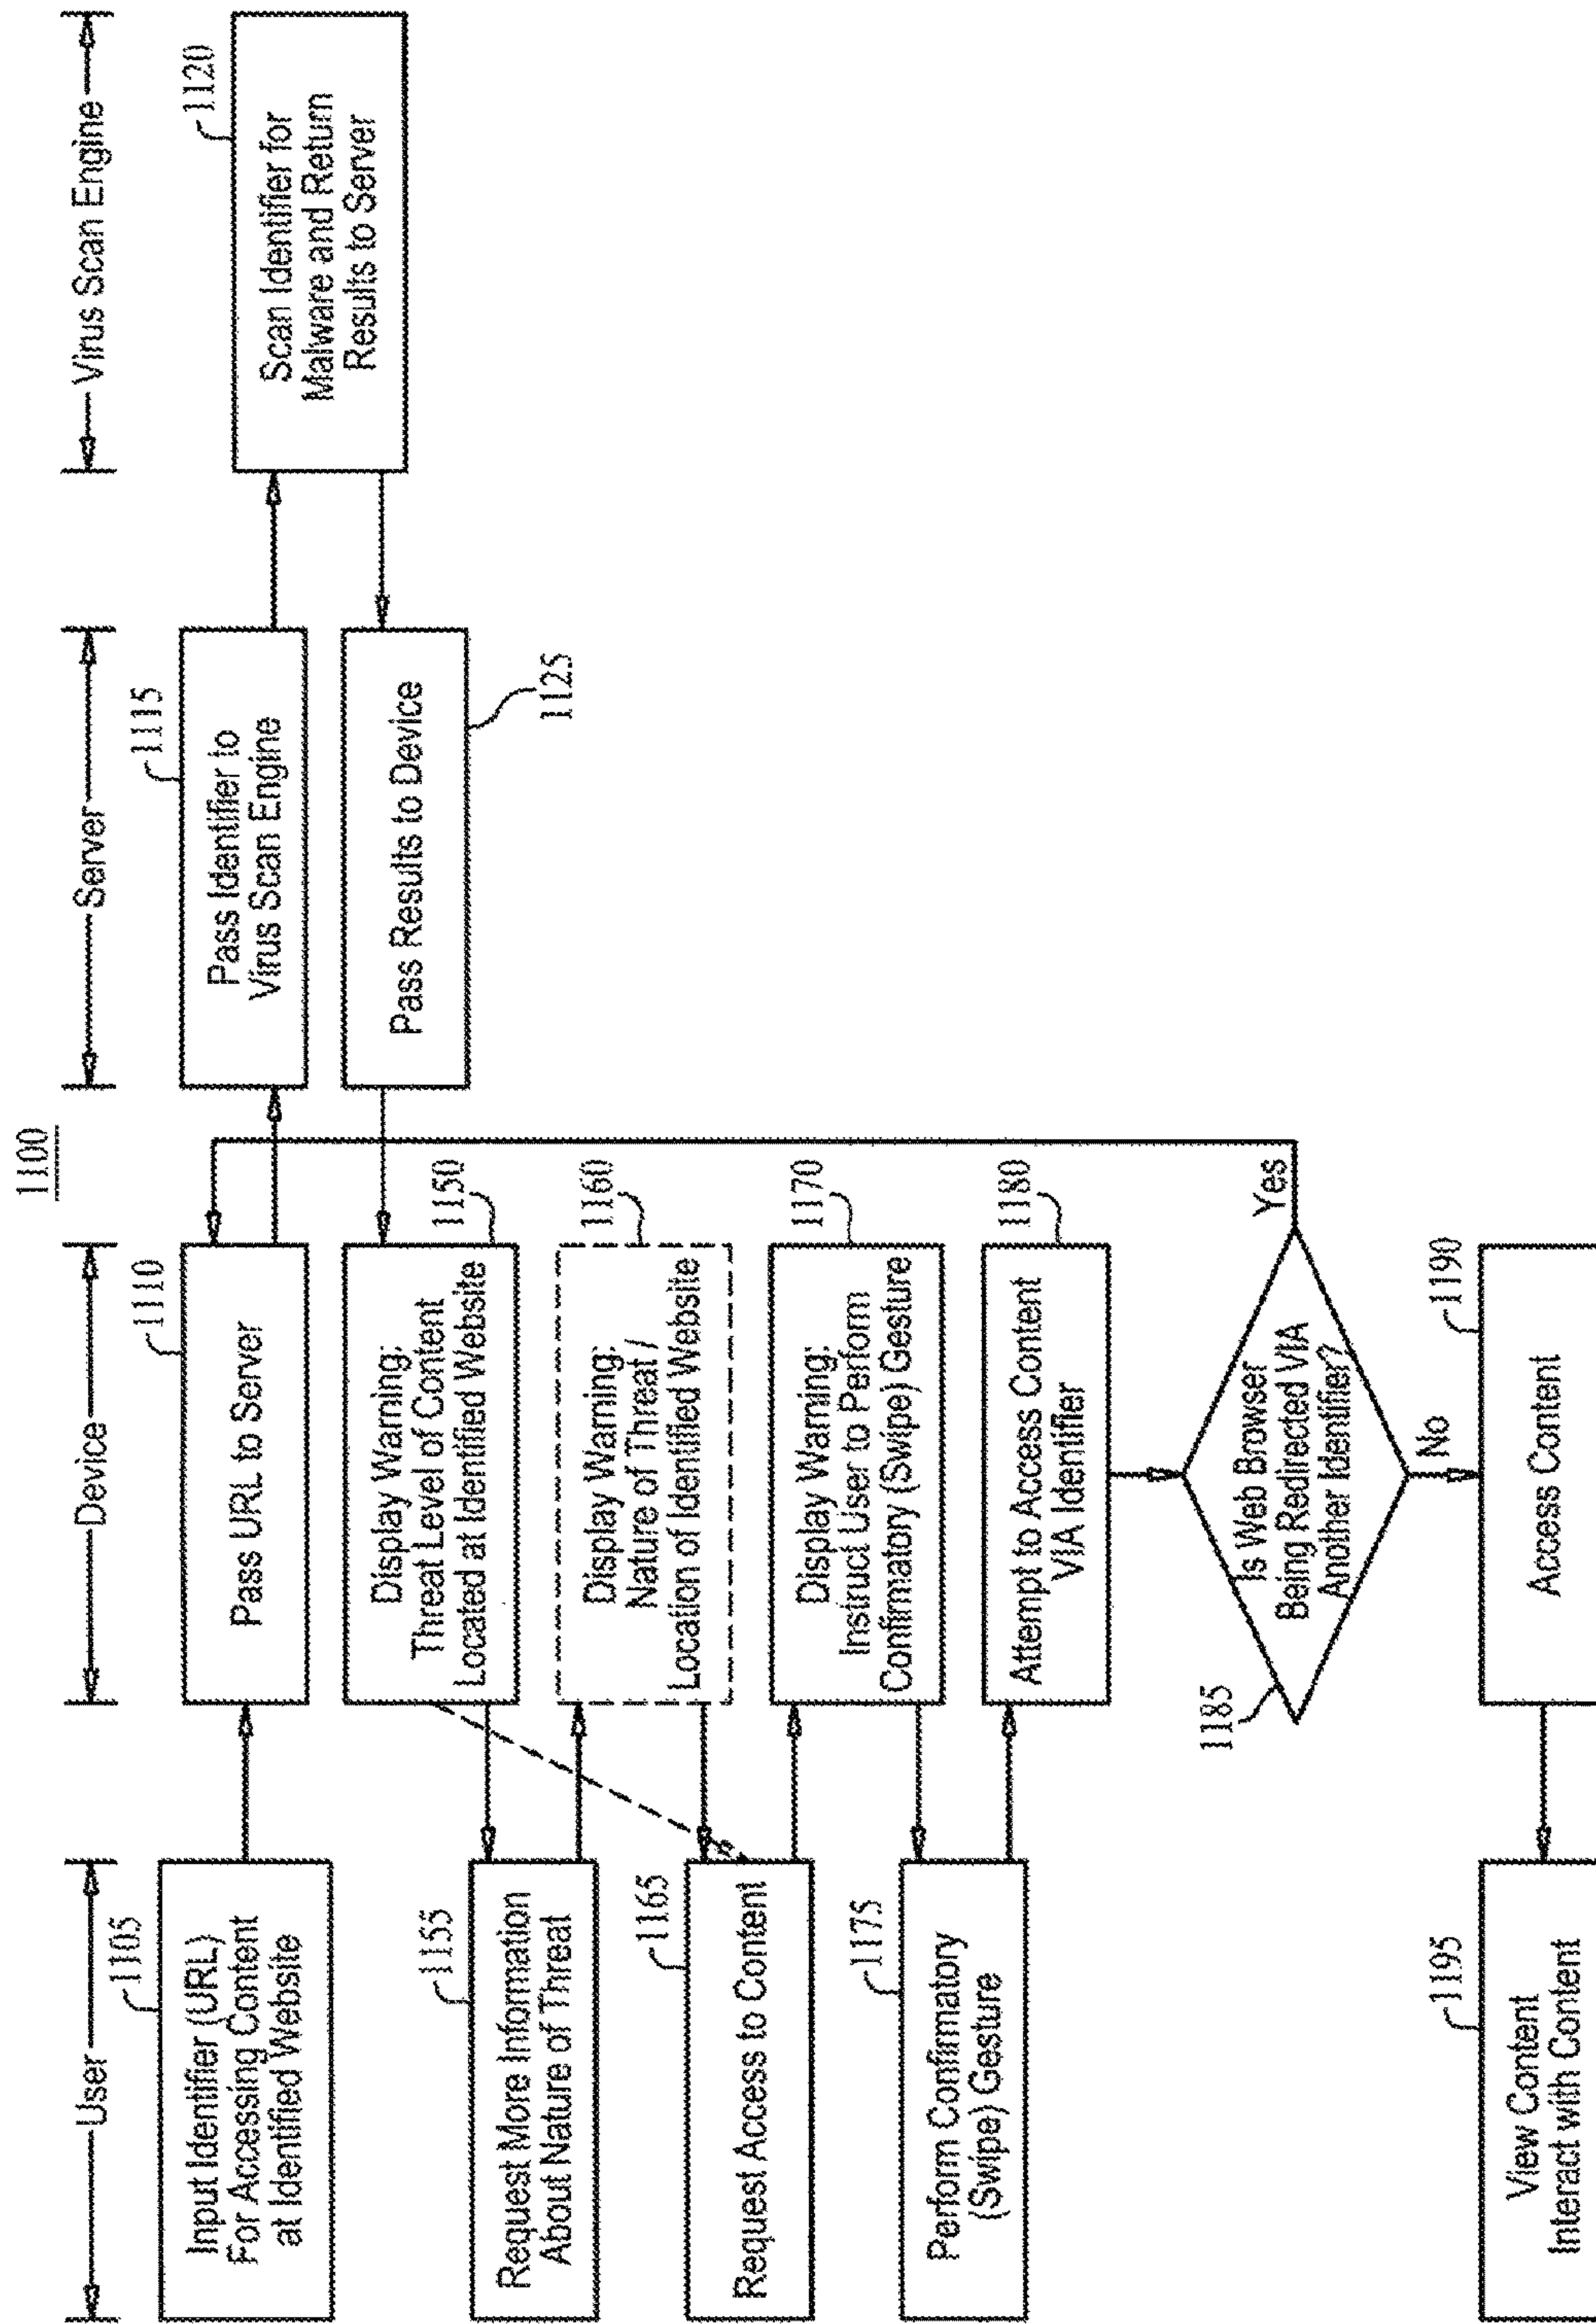 1100
User
Device
Server
Virus Scan Engine
1105
Input Identifier (URL)
For Accessing Content
at Identified Website
1110
Pass URL to Server
1115
Pass Identifier to
Virus Scan Engine
1120
Scan Identifier for
Malware and Return
Results to Server
1125
Pass Results to Device
1150
Display Warning:
Threat Level of Content
Located at Identified Website
1155
Request More Information
About Nature of Threat
1160
Display Warning:
Nature of Threat /
Location of Identified Website
1165
Request Access to Content
1170
Display Warning:
Instruct User to Perform
Confirmatory (Swipe) Gesture
1175
Perform Confirmatory
(Swipe) Gesture
1180
Attempt to Access Content
VIA Identifier
1185
Is Web Browser
Being Redirected VIA
Another Identifier?
Yes
No
1190
Access Content
1195
View Content
Interact with Content